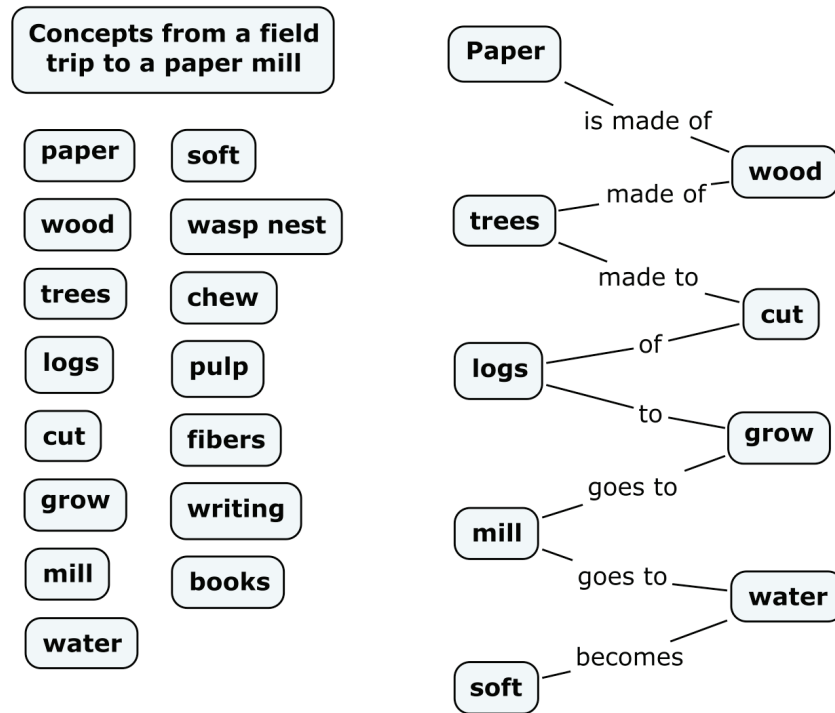 Concepts from a field
trip to a paper mill
paper
wood
trees
logs
cut
grow
mill
water
soft
wasp nest
chew
pulp
fibers
writing
books
Paper
is made of
wood
made of
trees
made to
cut
of
logs
to
grow
goes to
mill
goes to
water
becomes
soft